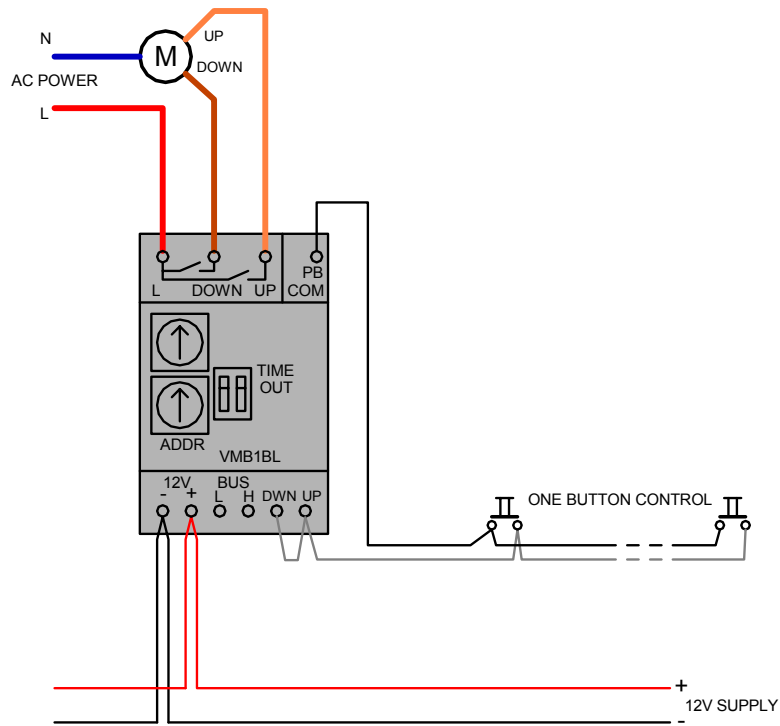 N
UP
M
DOWN
AC POWER
L
PB
L DOWN UP COM
TIME
OUT
ADDR
VMB1BL
12V BUS
- + L H DWN UP
ONE BUTTON CONTROL
+
12V SUPPLY
-